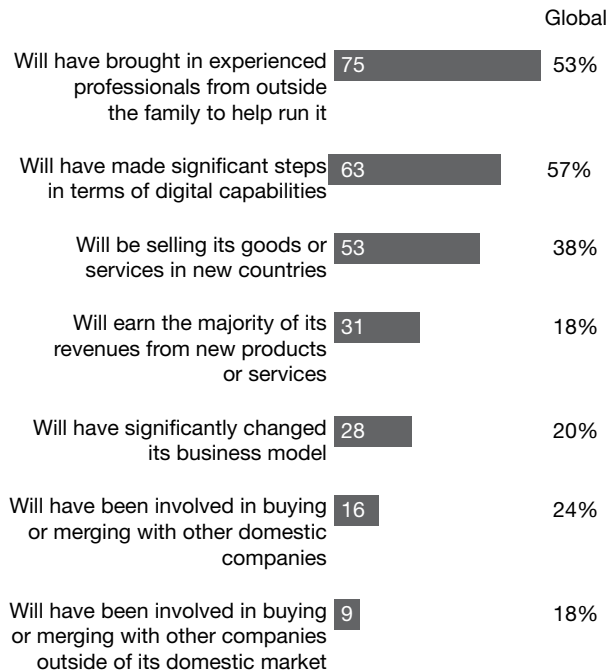 Global
Will have brought in experienced 75 53%
professionals from outside
the family to help run it
Will have made significant steps 63 57%
in terms of digital capabilities
Will be selling its goods or 53 38%
services in new countries
Will earn the majority of its 31 18%
revenues from new products
or services
Will have significantly changed 28 20%
its business model
Will have been involved in buying 16 24%
or merging with other domestic
companies
Will have been involved in buying 9 18%
or merging with other companies
outside of its domestic market